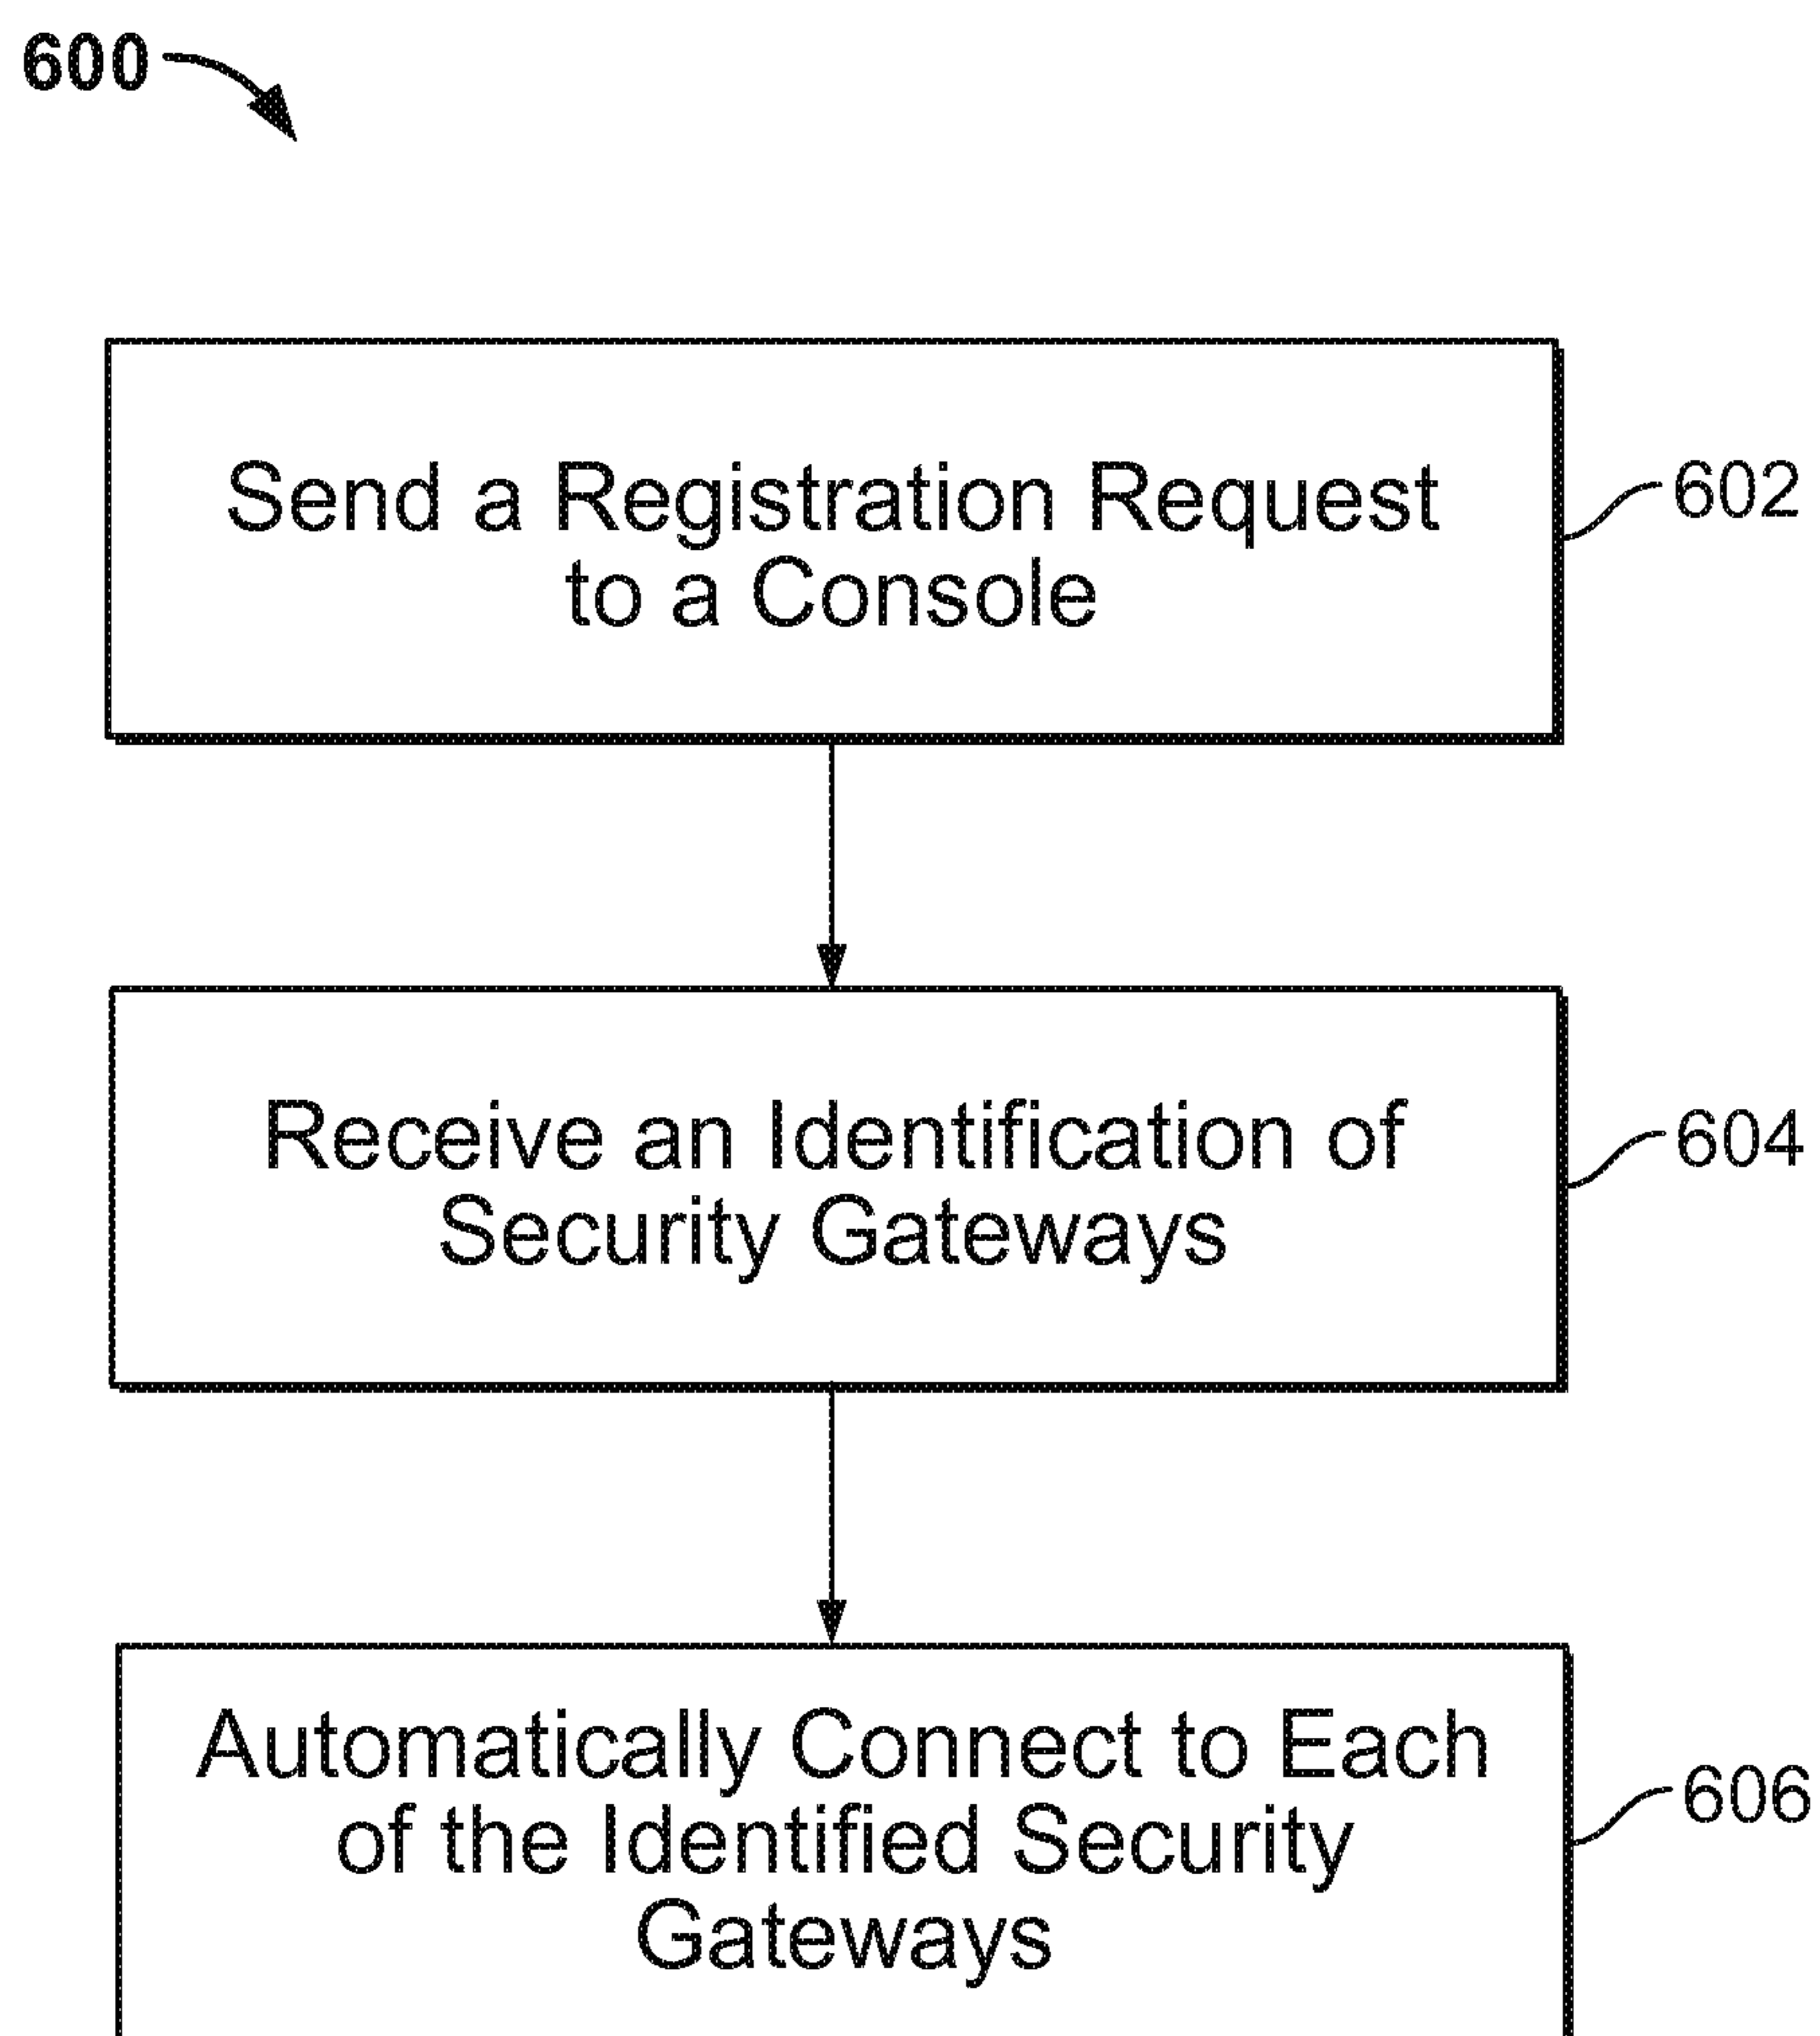 600
Send a Registration Request
to a Console
602
Receive an Identification of
Security Gateways
604
Automatically Connect to Each
of the Identified Security
Gateways
606